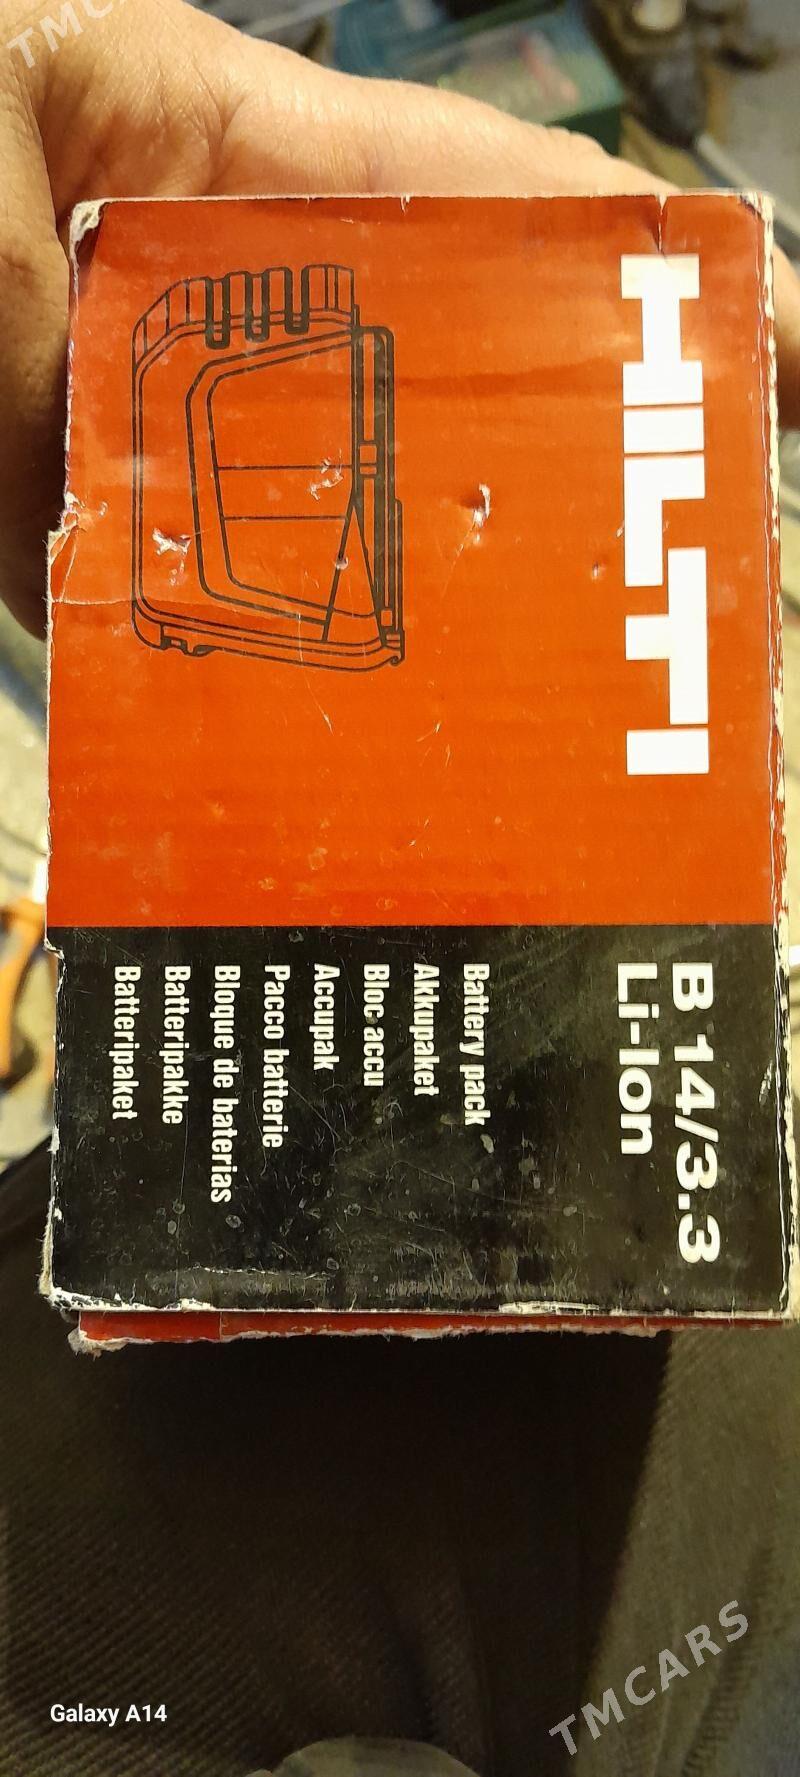 TMC
HILTI
B 14/3.3
Li-Ion
Battery pack
Akkupaket
Bloc accu
Accupak
Pacco batterie
Bloque de baterias
Batteripakke
Batteripaket
Galaxy A14
TMCARS